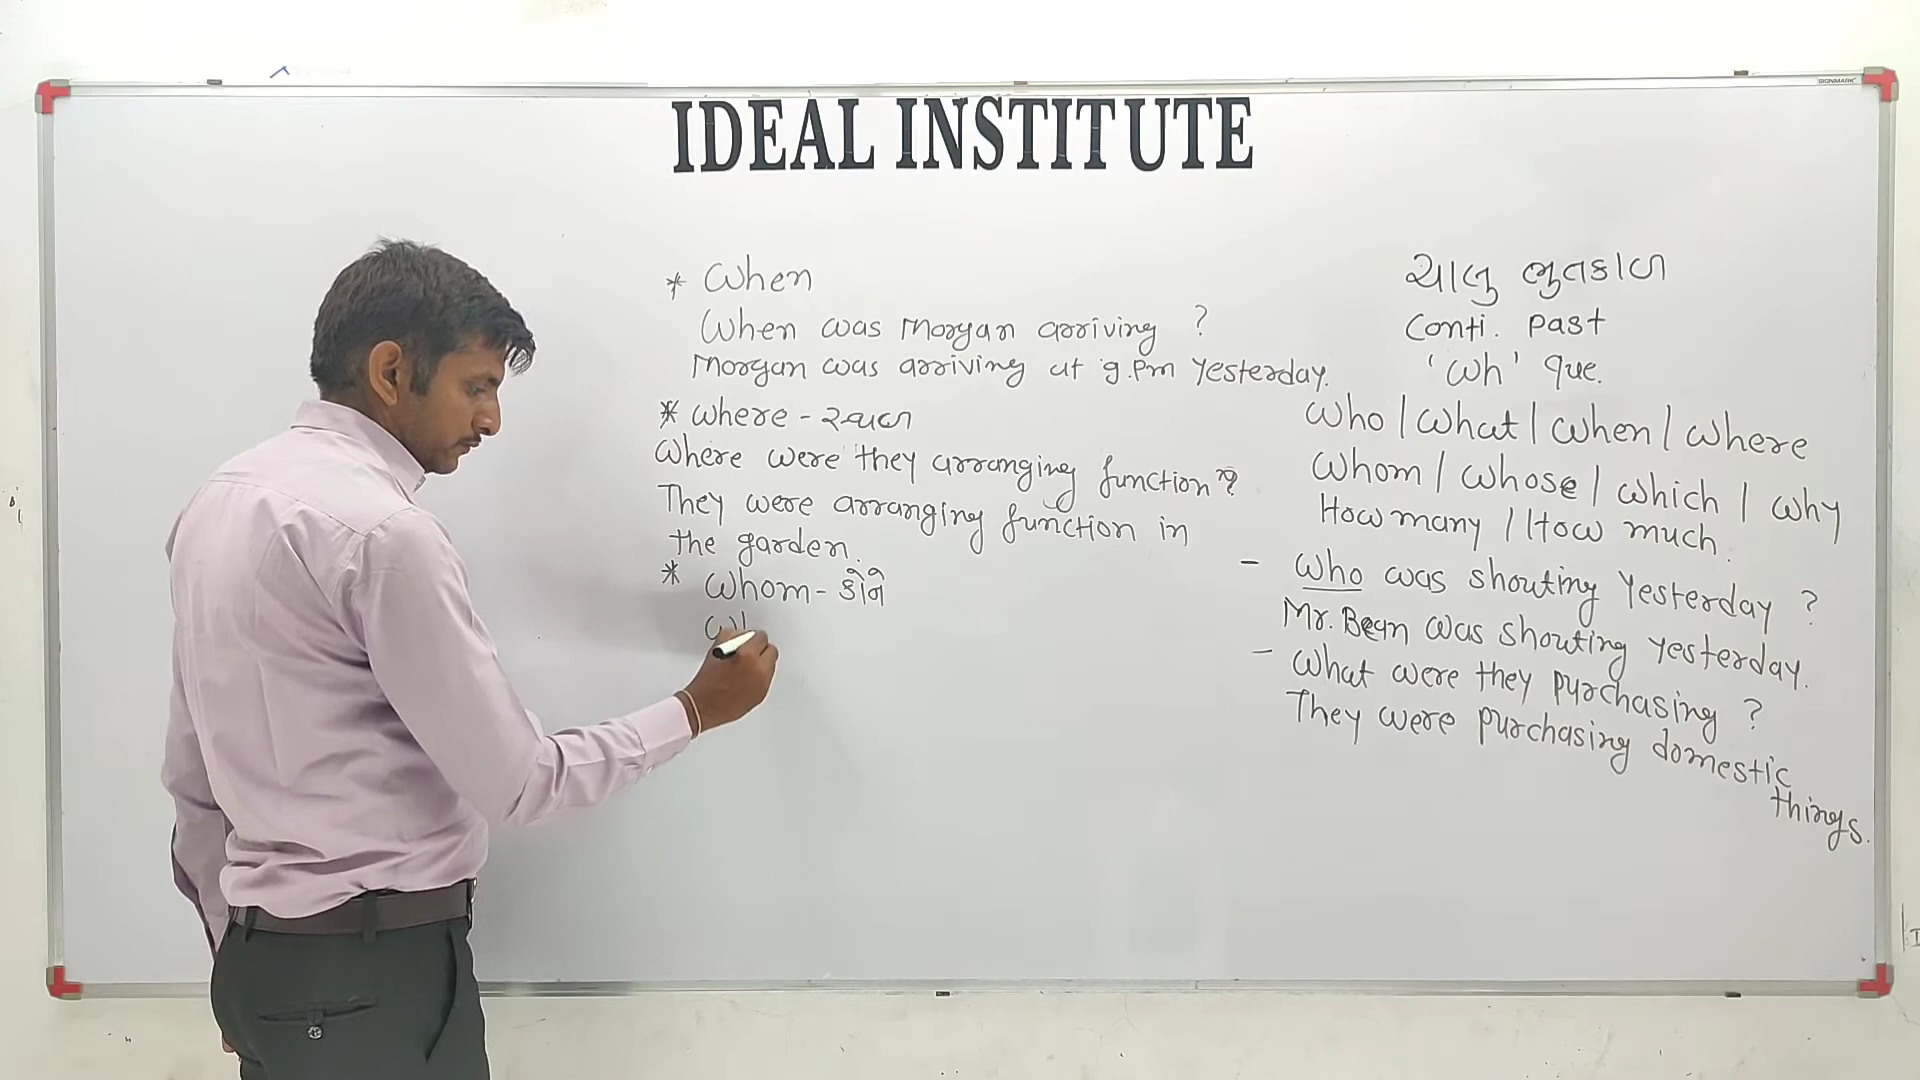 IDEAL INSTITUTE
SIGNMARK
ચાલુ ભુતકાળ
Conti. past
'Wh' que.
Who / What / When / Where
Whom / Whose / Which / Why
How many / How much
- Who was shouting Yesterday ?
Mr. Bean was shouting yesterday.
- What were they purchasing ?
They were purchasing domestic
things.
* When
When was Morgan arriving ?
Morgan was arriving at 9.pm Yesterday.
* Where - સ્થળ
Where were they arranging function ?
They were arranging function in
the garden.
* Whom - કોને